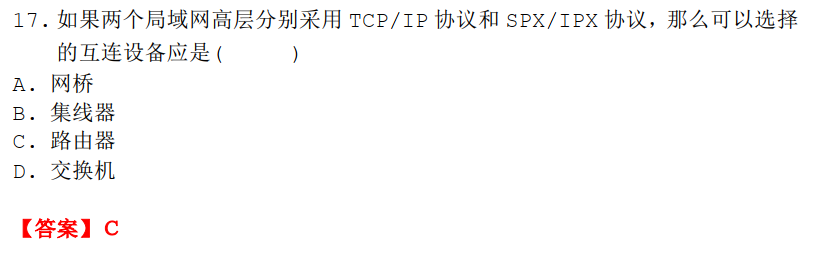 17.如果两个局域网高层分别采用 TCP/IP 协议和 SPX/IPX 协议，那么可以选择
的互连设备应是(    )
A. 网桥
B. 集线器
C. 路由器
D. 交换机
【答案】C